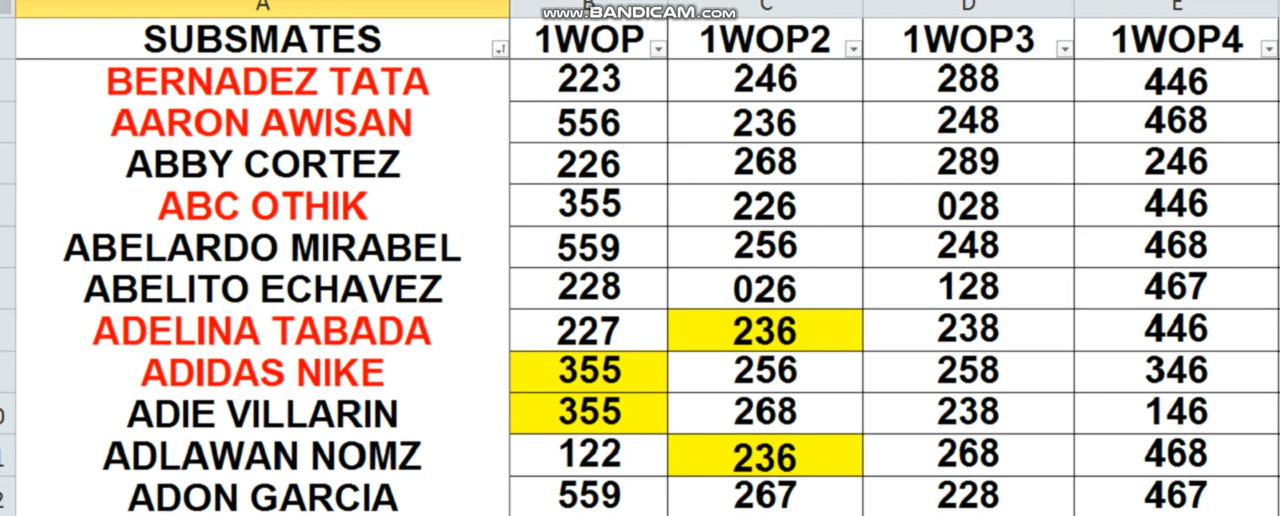 www.BANDICAM.com
A B C D E
SUBSMATES 1WOP 1WOP2 1WOP3 1WOP4
BERNADEZ TATA 223 246 288 446
AARON AWISAN 556 236 248 468
ABBY CORTEZ 226 268 289 246
ABC OTHIK 355 226 028 446
ABELARDO MIRABEL 559 256 248 468
ABELITO ECHAVEZ 228 026 128 467
ADELINA TABADA 227 236 238 446
ADIDAS NIKE 355 256 258 346
ADIE VILLARIN 355 268 238 146
ADLAWAN NOMZ 122 236 268 468
ADON GARCIA 559 267 228 467